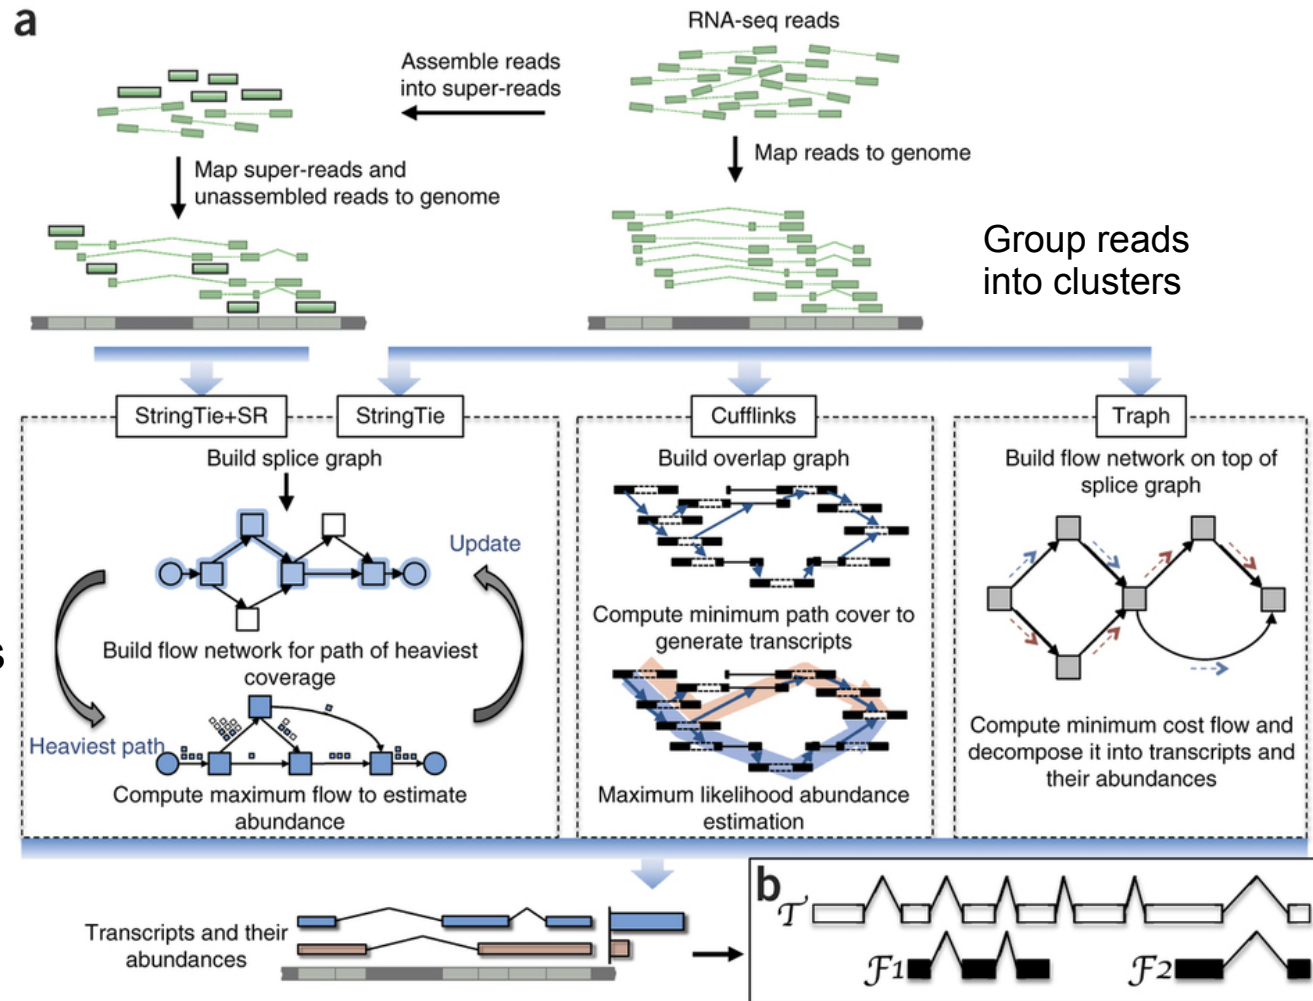 a
RNA-seq reads
Assemble reads
into super-reads
Map super-reads and
unassembled reads to genome
Map reads to genome
Group reads
into clusters
StringTie+SR
StringTie
Cufflinks
Traph
Build splice graph
Update
Build flow network for path of heaviest
coverage
Heaviest path
Compute maximum flow to estimate
abundance
Build overlap graph
Compute minimum path cover to
generate transcripts
Maximum likelihood abundance
estimation
Build flow network on top of
splice graph
Compute minimum cost flow and
decompose it into transcripts and
their abundances
s
Transcripts and their
abundances
b
𝒯
ℱ1
ℱ2